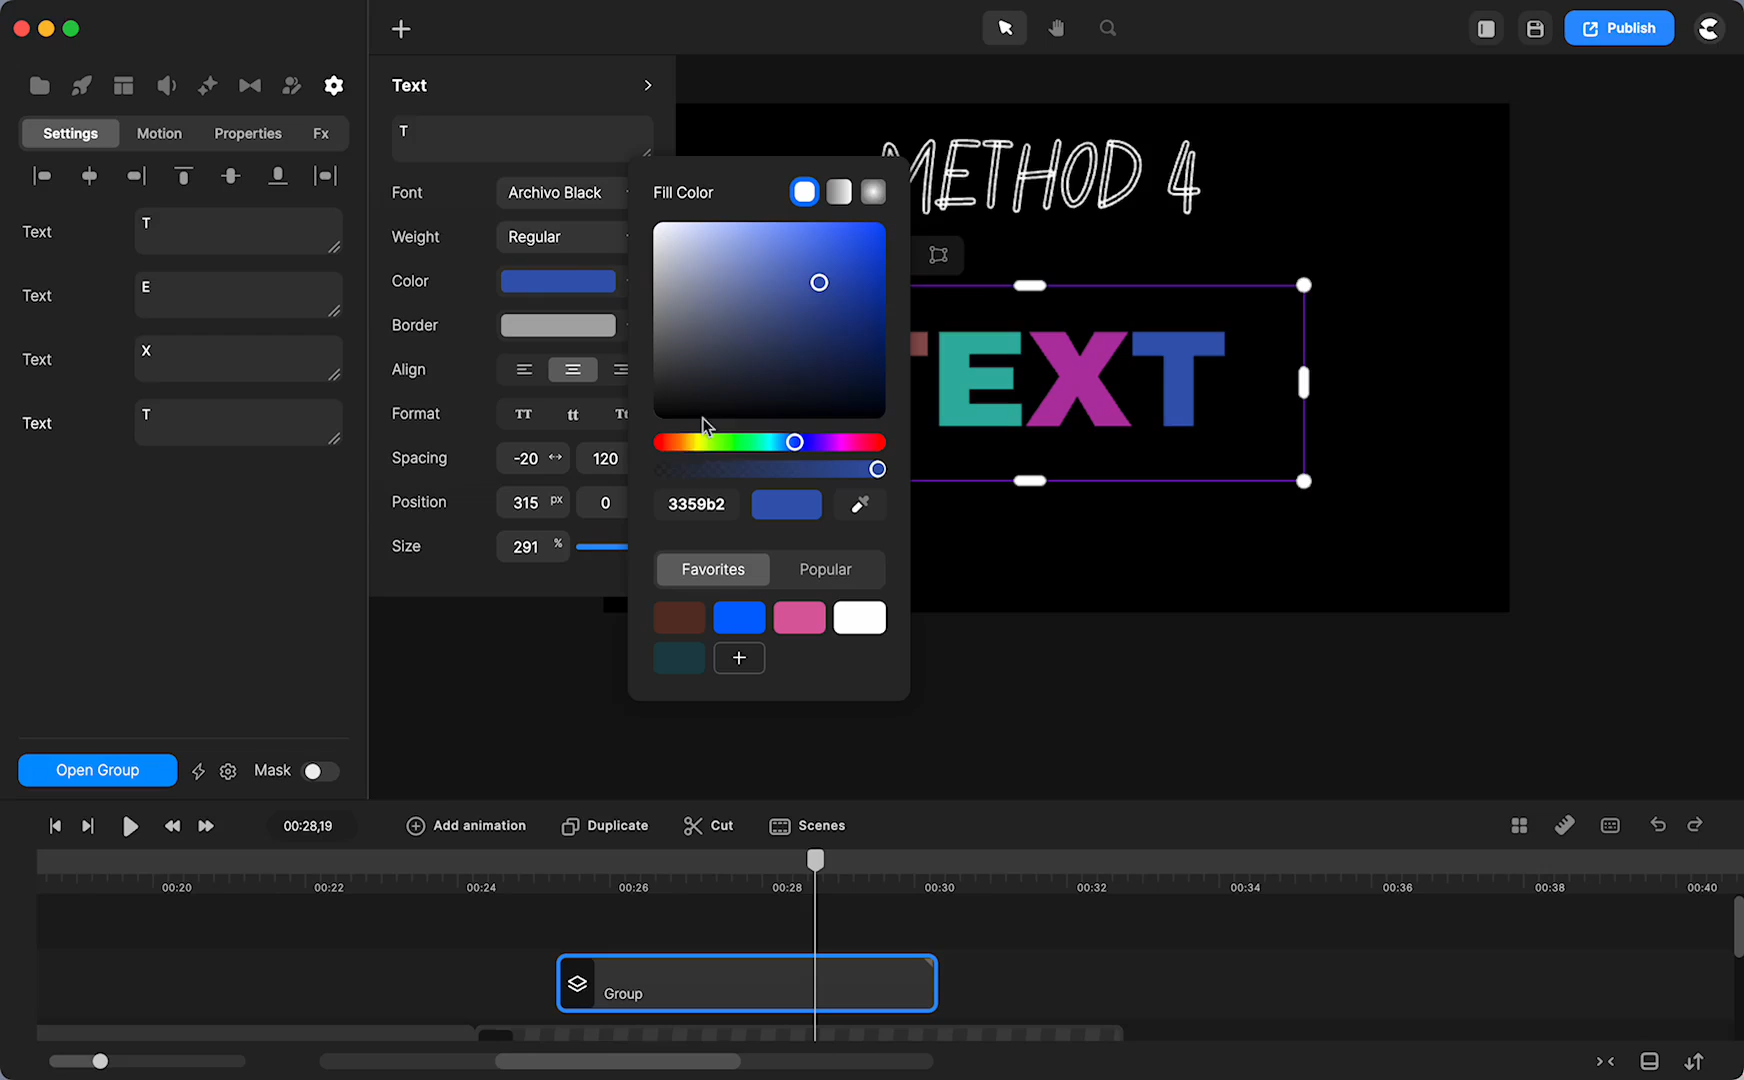 Publish
Settings
Motion
Properties
Fx
Text
T
Text
E
Text
X
Text
T
Open Group
Mask
Text
T
Font
Archivo Black
Weight
Regular
Color
Border
Align
Format
TT
tt
Spacing
-20
120
Position
315 px
0
Size
291 %
Fill Color
3359b2
Favorites
Popular
METHOD 4
TEXT
00:28,19
Add animation
Duplicate
Cut
Scenes
00:20
00:22
00:24
00:26
00:28
00:30
00:32
00:34
00:36
00:38
00:40
Group